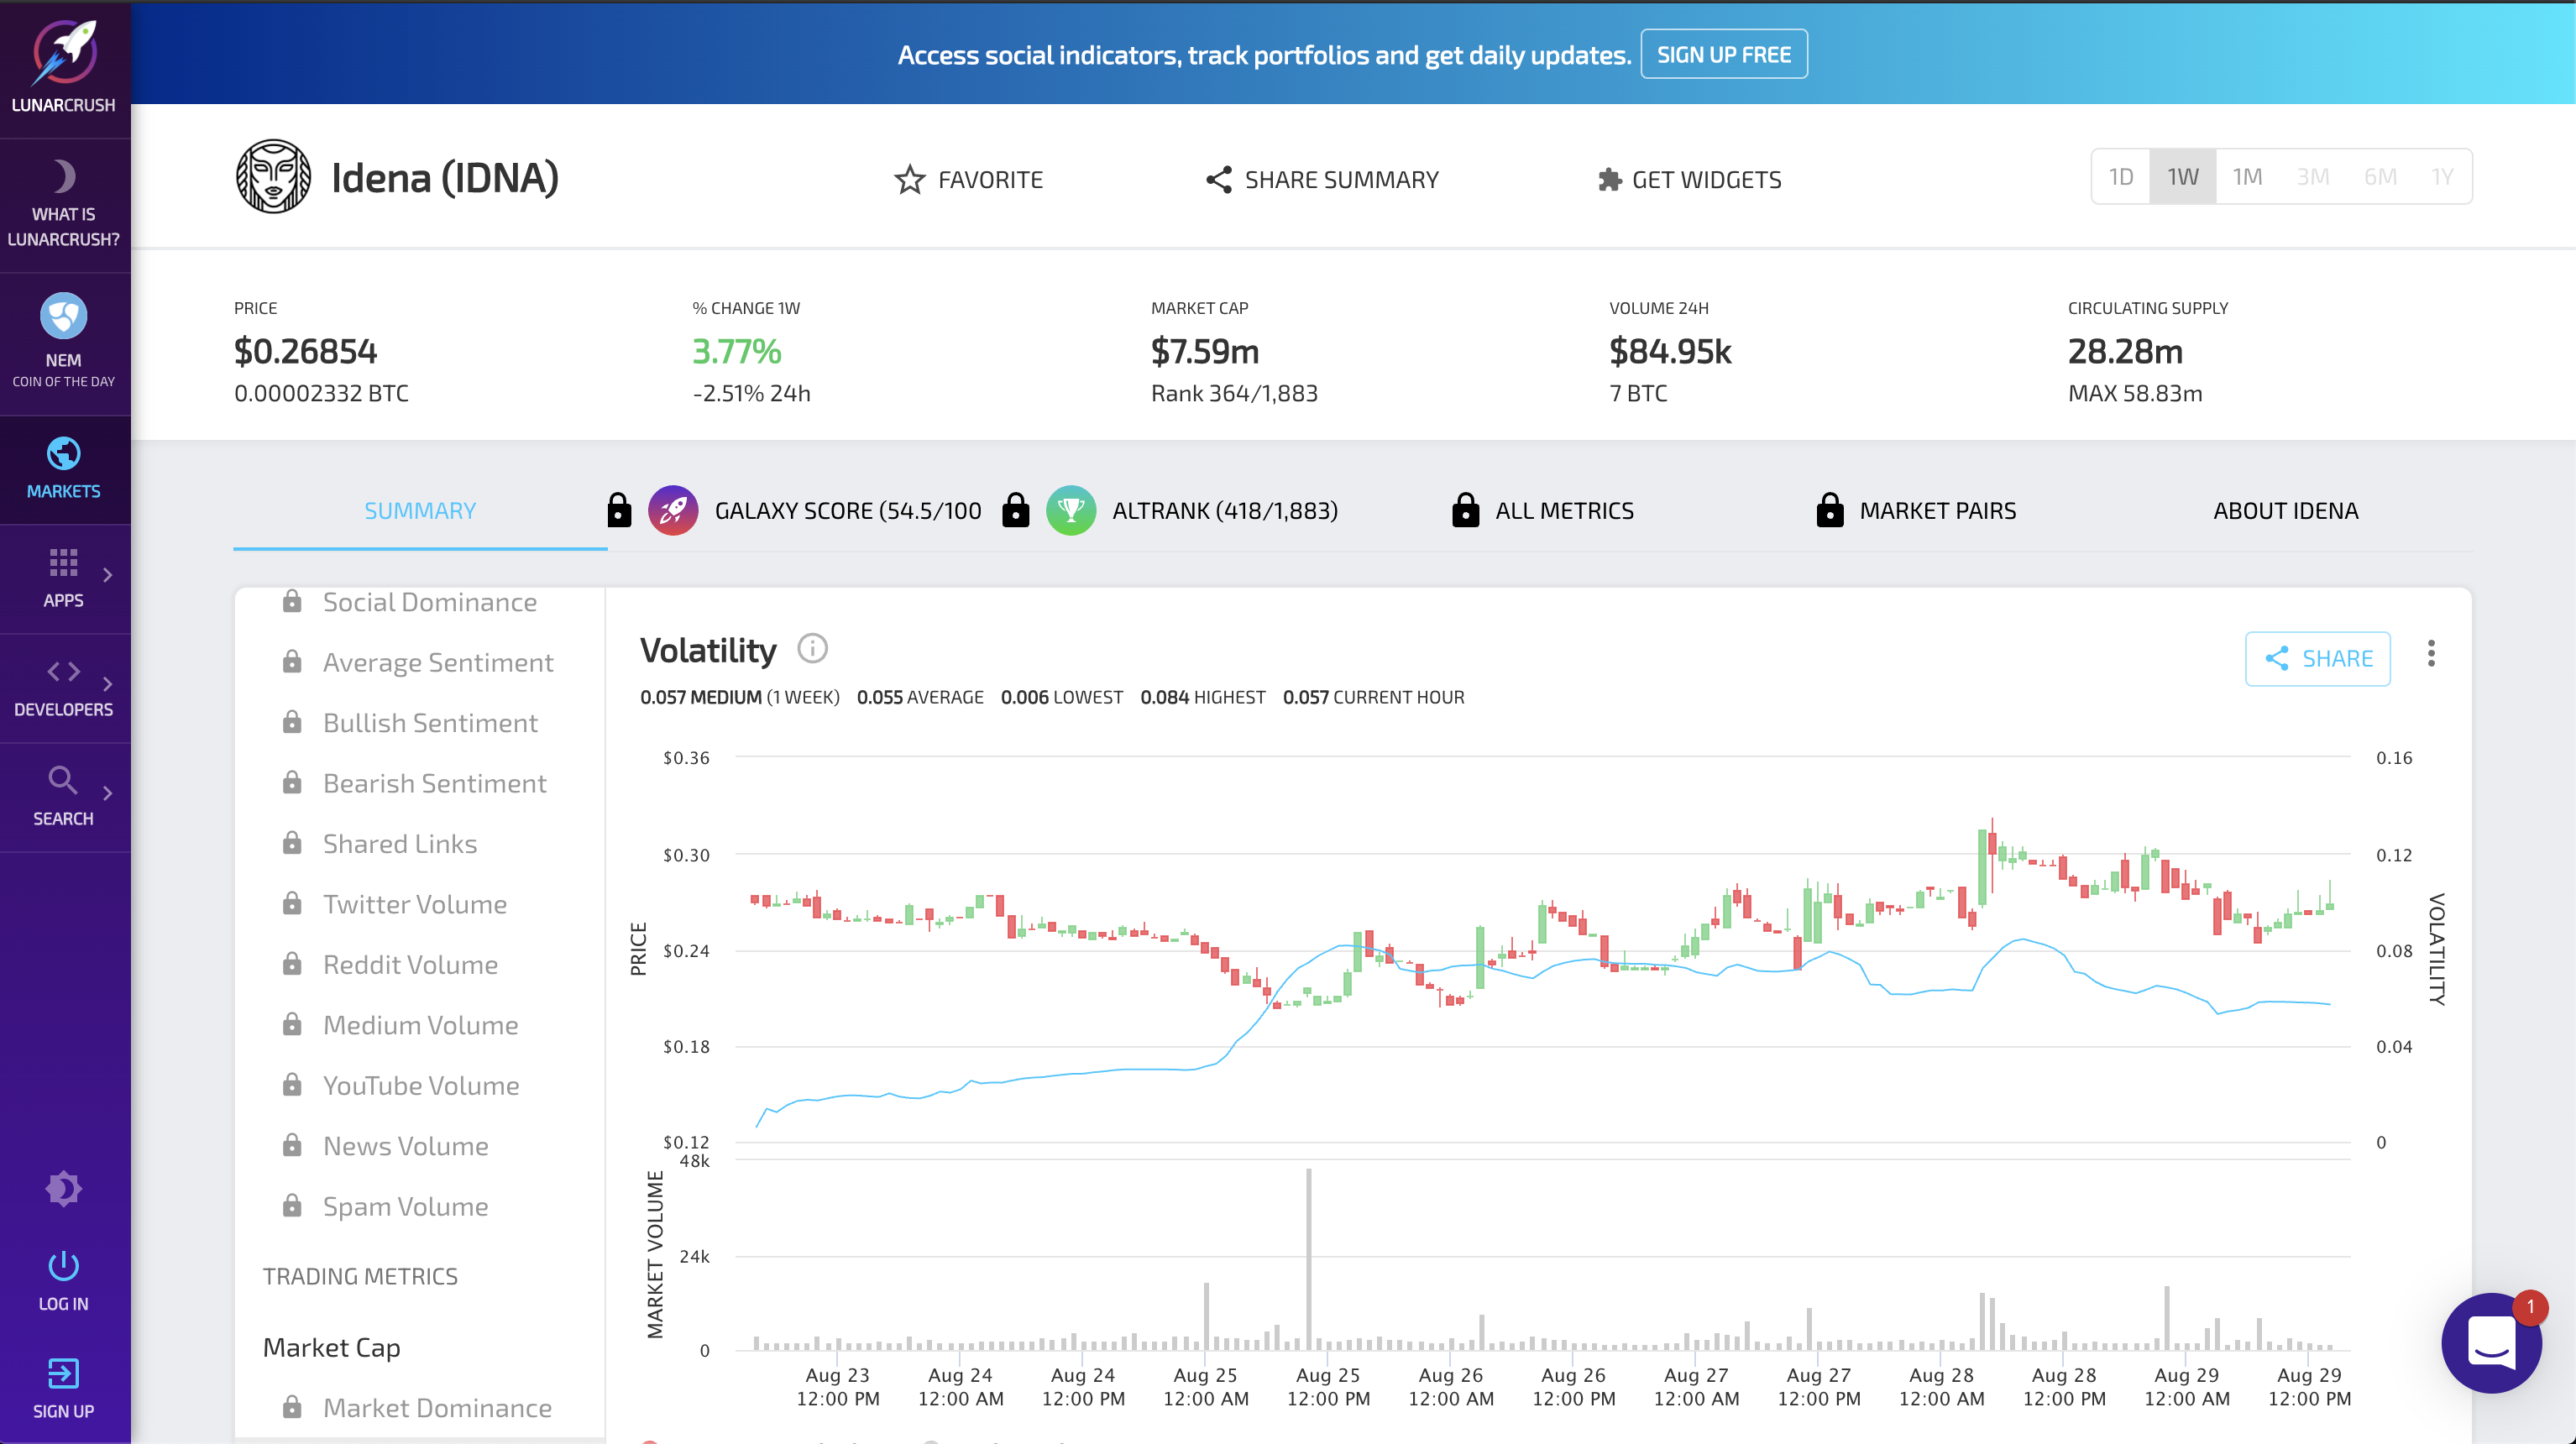 Access social indicators, track portfolios and get daily updates. SIGN UP FREE
LUNARCRUSH
WHAT IS
LUNARCRUSH?
NEM
COIN OF THE DAY
MARKETS
APPS
DEVELOPERS
SEARCH
LOG IN
SIGN UP
Idena (IDNA)
FAVORITE
SHARE SUMMARY
GET WIDGETS
1D 1W 1M 3M 6M 1Y
PRICE
$0.26854
0.00002332 BTC
% CHANGE 1W
3.77%
-2.51% 24h
MARKET CAP
$7.59m
Rank 364/1,883
VOLUME 24H
$84.95k
7 BTC
CIRCULATING SUPPLY
28.28m
MAX 58.83m
SUMMARY
GALAXY SCORE (54.5/100
ALTRANK (418/1,883)
ALL METRICS
MARKET PAIRS
ABOUT IDENA
Social Dominance
Average Sentiment
Bullish Sentiment
Bearish Sentiment
Shared Links
Twitter Volume
Reddit Volume
Medium Volume
YouTube Volume
News Volume
Spam Volume
TRADING METRICS
Market Cap
Market Dominance
Volatility
SHARE
0.057 MEDIUM (1 WEEK) 0.055 AVERAGE 0.006 LOWEST 0.084 HIGHEST 0.057 CURRENT HOUR
PRICE
$0.36
$0.30
$0.24
$0.18
$0.12
VOLATILITY
0.16
0.12
0.08
0.04
0
MARKET VOLUME
48k
24k
0
Aug 23 12:00 PM
Aug 24 12:00 AM
Aug 24 12:00 PM
Aug 25 12:00 AM
Aug 25 12:00 PM
Aug 26 12:00 AM
Aug 26 12:00 PM
Aug 27 12:00 AM
Aug 27 12:00 PM
Aug 28 12:00 AM
Aug 28 12:00 PM
Aug 29 12:00 AM
Aug 29 12:00 PM
1